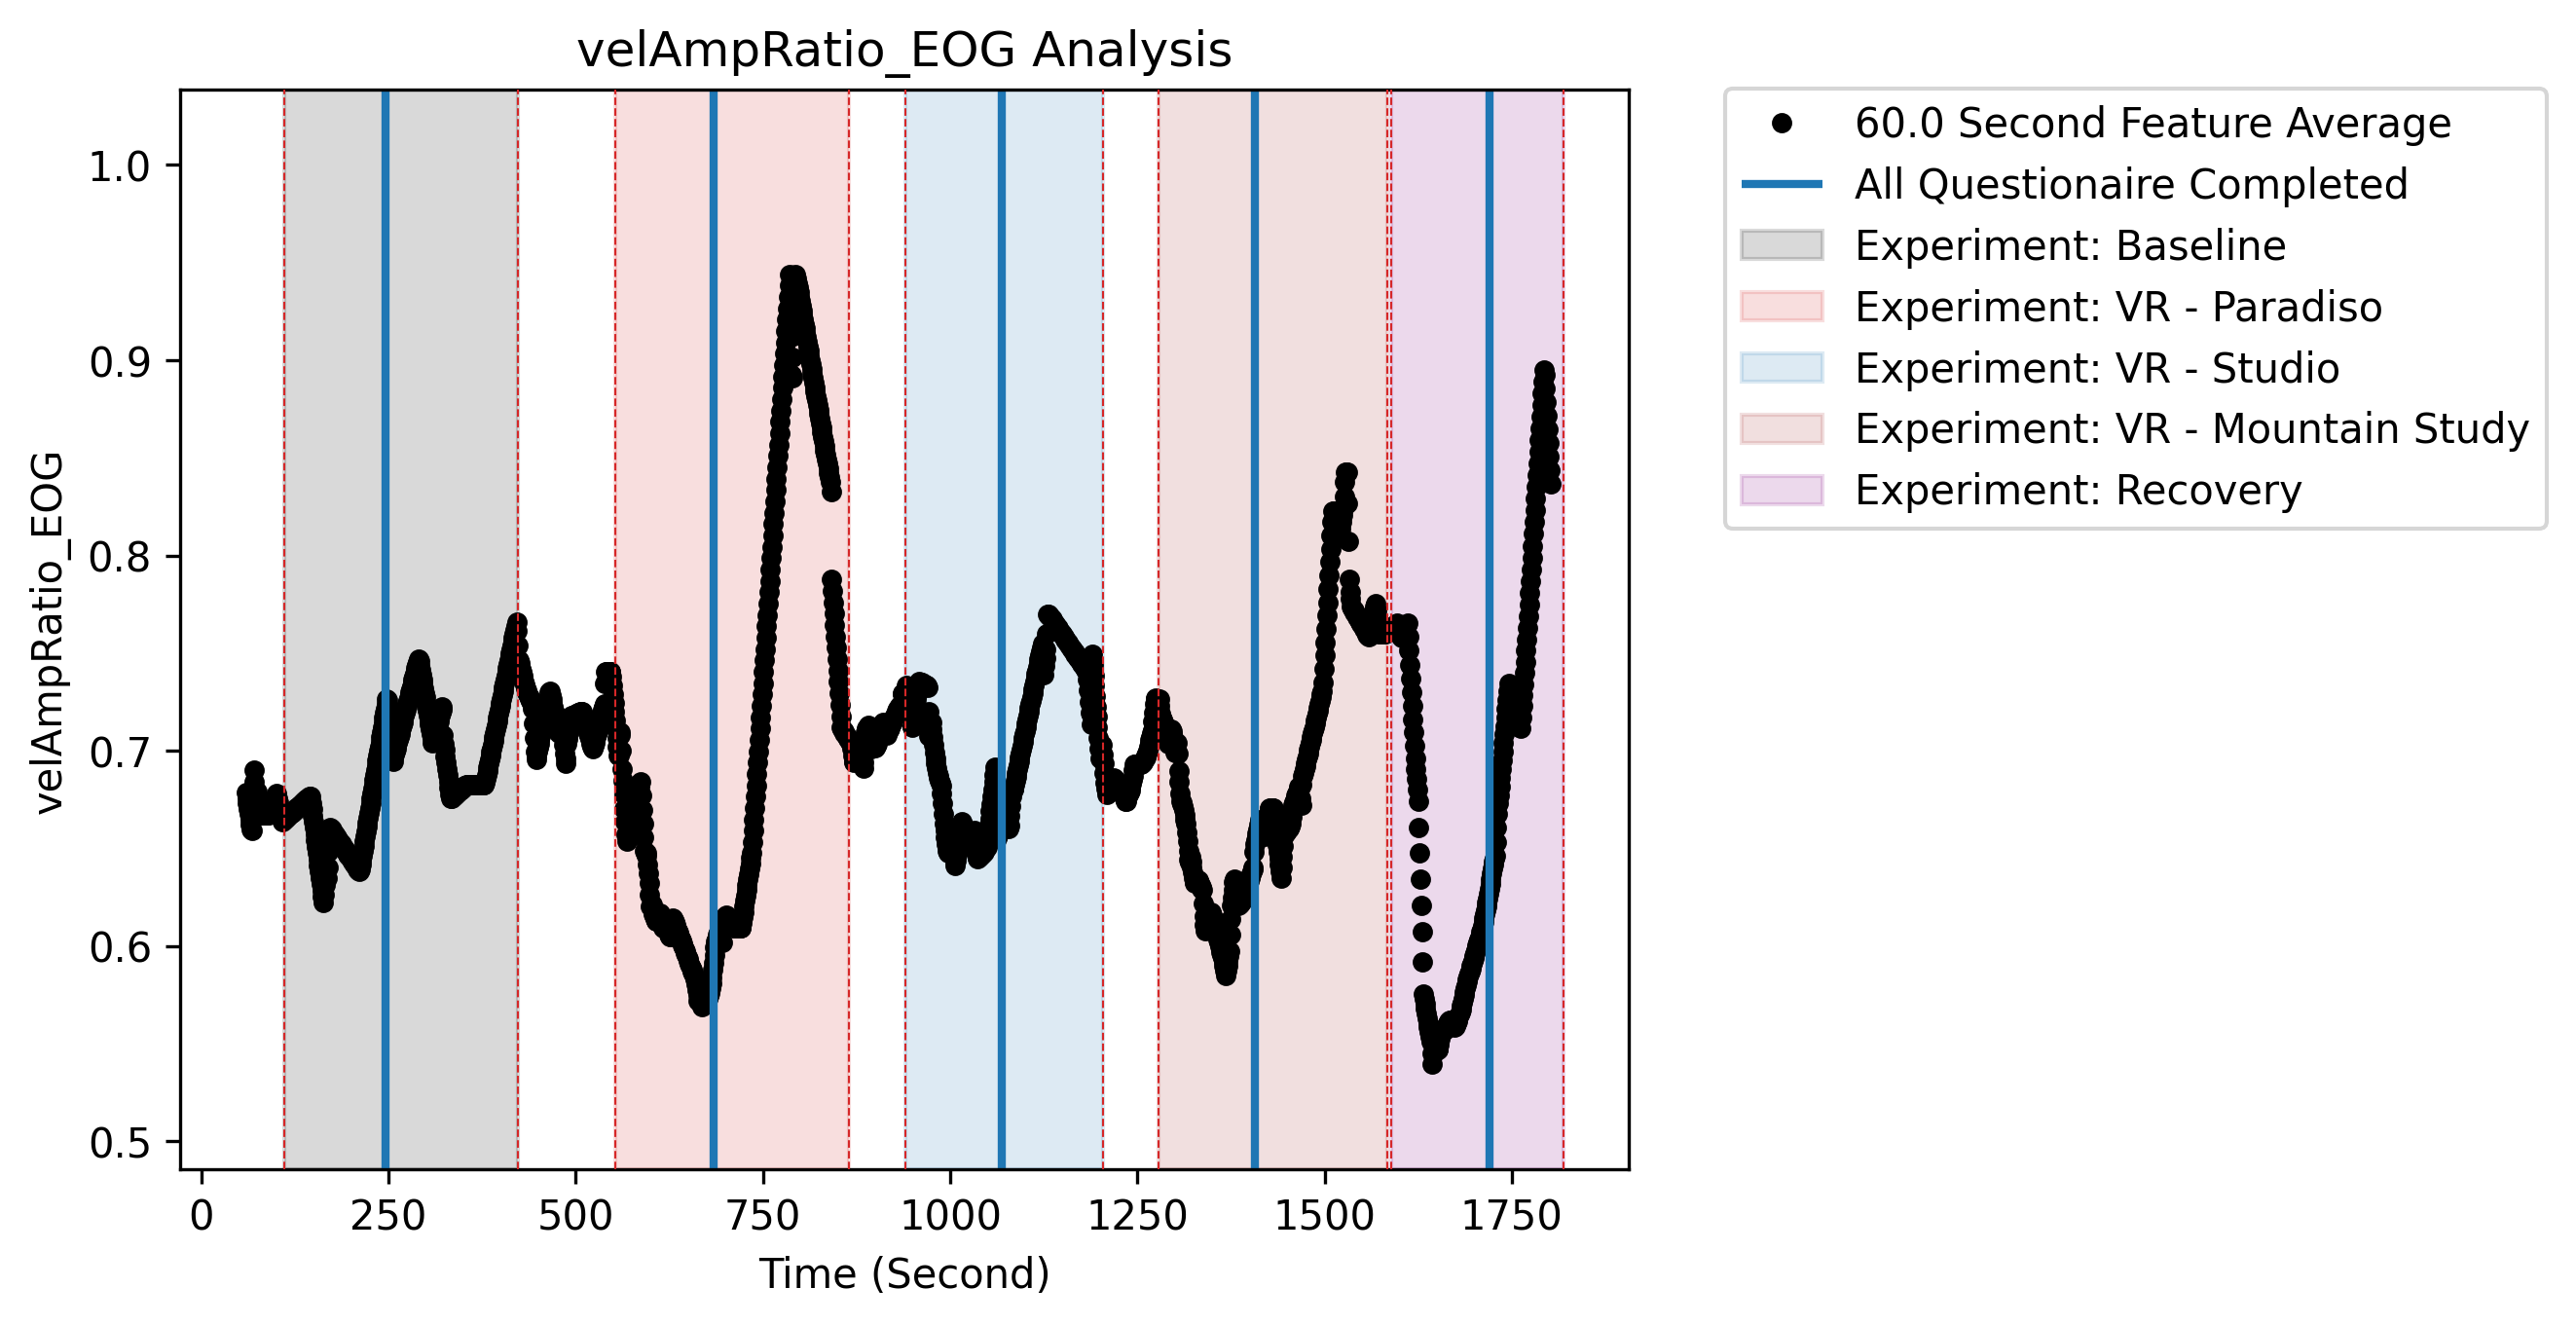 velAmpRatio_EOG Analysis
velAmpRatio_EOG
1.0
0.9
0.8
0.7
0.6
0.5
0 250 500 750 1000 1250 1500 1750
Time (Second)
60.0 Second Feature Average
All Questionaire Completed
Experiment: Baseline
Experiment: VR - Paradiso
Experiment: VR - Studio
Experiment: VR - Mountain Study
Experiment: Recovery